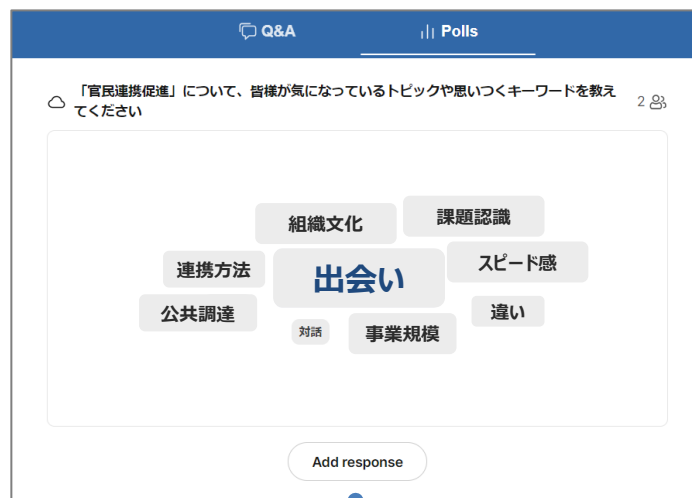 Q&A
Polls
「官民連携促進」について、皆様が気になっているトピックや思いつくキーワードを教え
てください
2
組織文化
課題認識
連携方法
出会い
スピード感
公共調達
対話
事業規模
違い
Add response